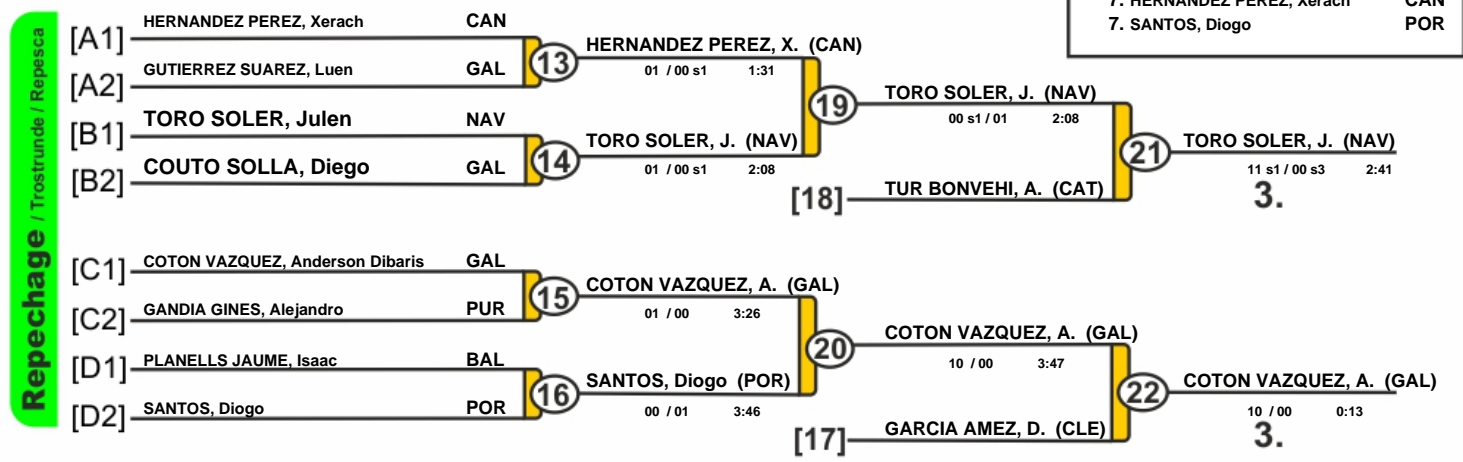 7. HERNANDEZ PEREZ, Xerach CAN
7. SANTOS, Diogo POR
Repechage / Trostrunde / Repesca
[A1] HERNANDEZ PEREZ, Xerach CAN
[A2] GUTIERREZ SUAREZ, Luen GAL
13 HERNANDEZ PEREZ, X. (CAN)
01 / 00 s1 1:31
[B1] TORO SOLER, Julen NAV
[B2] COUTO SOLLA, Diego GAL
14 TORO SOLER, J. (NAV)
01 / 00 s1 2:08
19 TORO SOLER, J. (NAV)
00 s1 / 01 2:08
[18] TUR BONVEHI, A. (CAT)
21 TORO SOLER, J. (NAV)
11 s1 / 00 s3 2:41
3.
[C1] COTON VAZQUEZ, Anderson Dibaris GAL
[C2] GANDIA GINES, Alejandro PUR
15 COTON VAZQUEZ, A. (GAL)
01 / 00 3:26
[D1] PLANELLS JAUME, Isaac BAL
[D2] SANTOS, Diogo POR
16 SANTOS, Diogo (POR)
00 / 01 3:46
20 COTON VAZQUEZ, A. (GAL)
10 / 00 3:47
[17] GARCIA AMEZ, D. (CLE)
22 COTON VAZQUEZ, A. (GAL)
10 / 00 0:13
3.